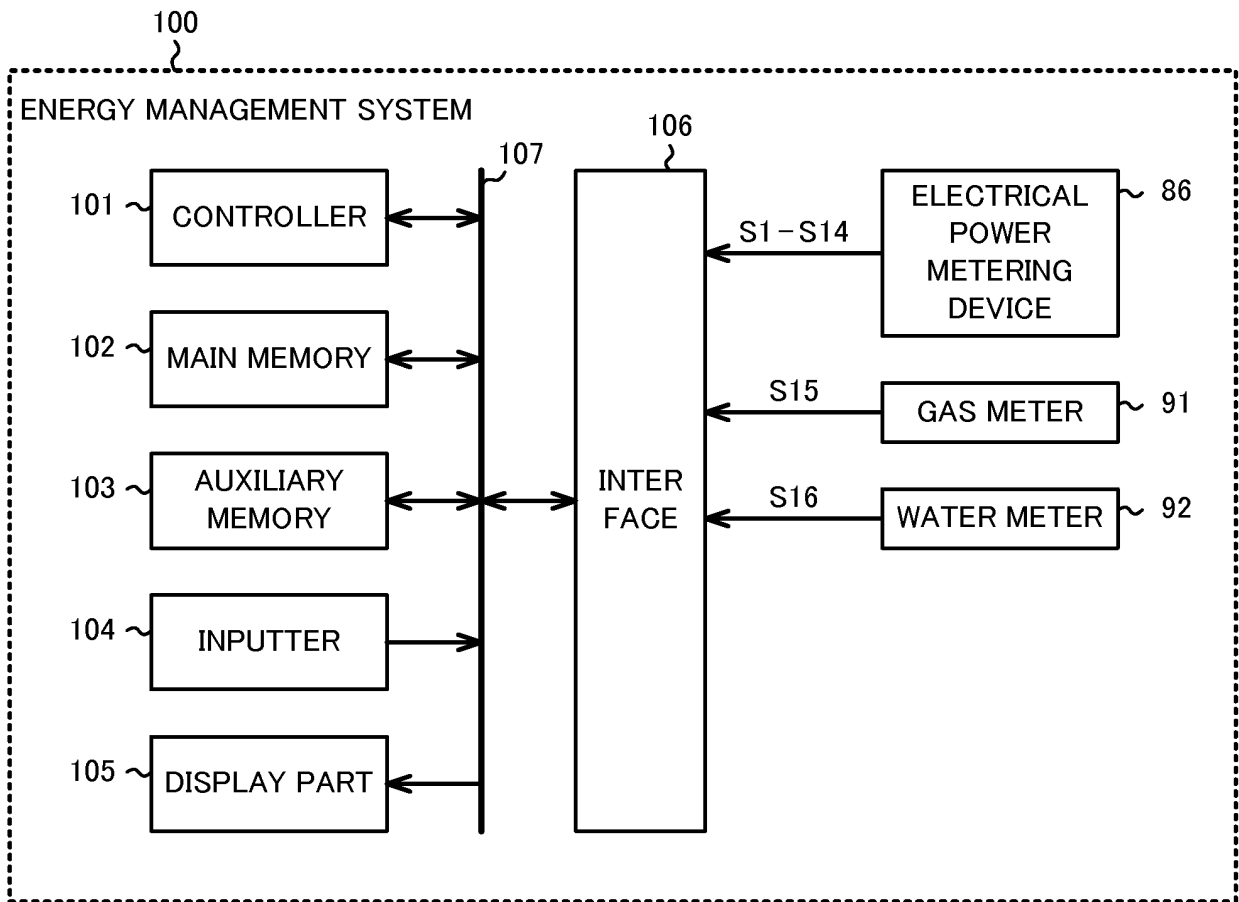 100
ENERGY MANAGEMENT SYSTEM
106
107
101
CONTROLLER
86
ELECTRICAL
POWER
METERING
DEVICE
S1-S14
102
MAIN MEMORY
S15
GAS METER
91
103
AUXILIARY
MEMORY
INTER
FACE
S16
WATER METER
92
104
INPUTTER
105
DISPLAY PART